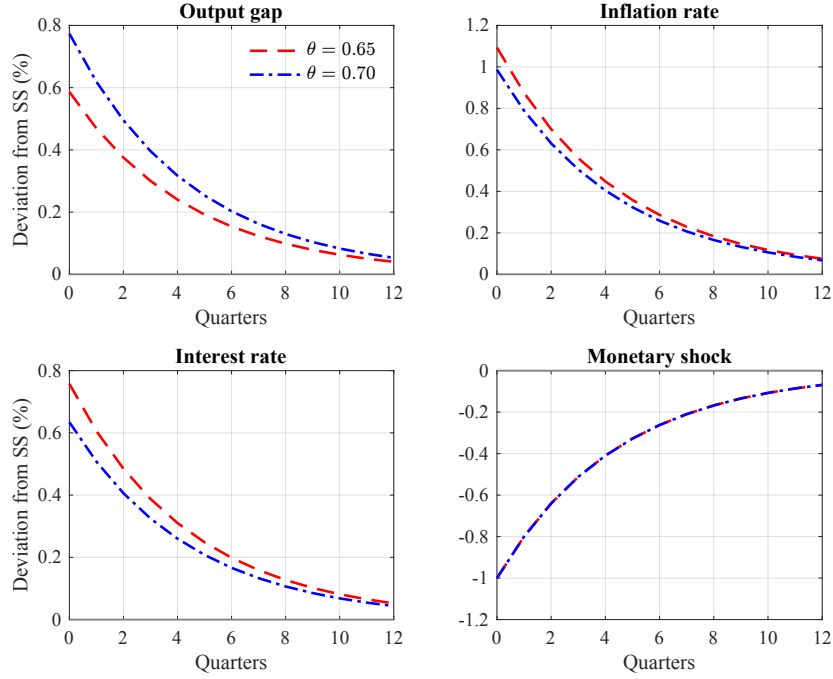 Output gap
Deviation from SS (%)
0.8
0.6
0.4
0.2
0
θ = 0.65
θ = 0.70
0 2 4 6 8 10 12
Quarters
Inflation rate
1.2
1
0.8
0.6
0.4
0.2
0
0 2 4 6 8 10 12
Quarters
Interest rate
Deviation from SS (%)
0.8
0.6
0.4
0.2
0
0 2 4 6 8 10 12
Quarters
Monetary shock
0
-0.2
-0.4
-0.6
-0.8
-1
-1.2
0 2 4 6 8 10 12
Quarters